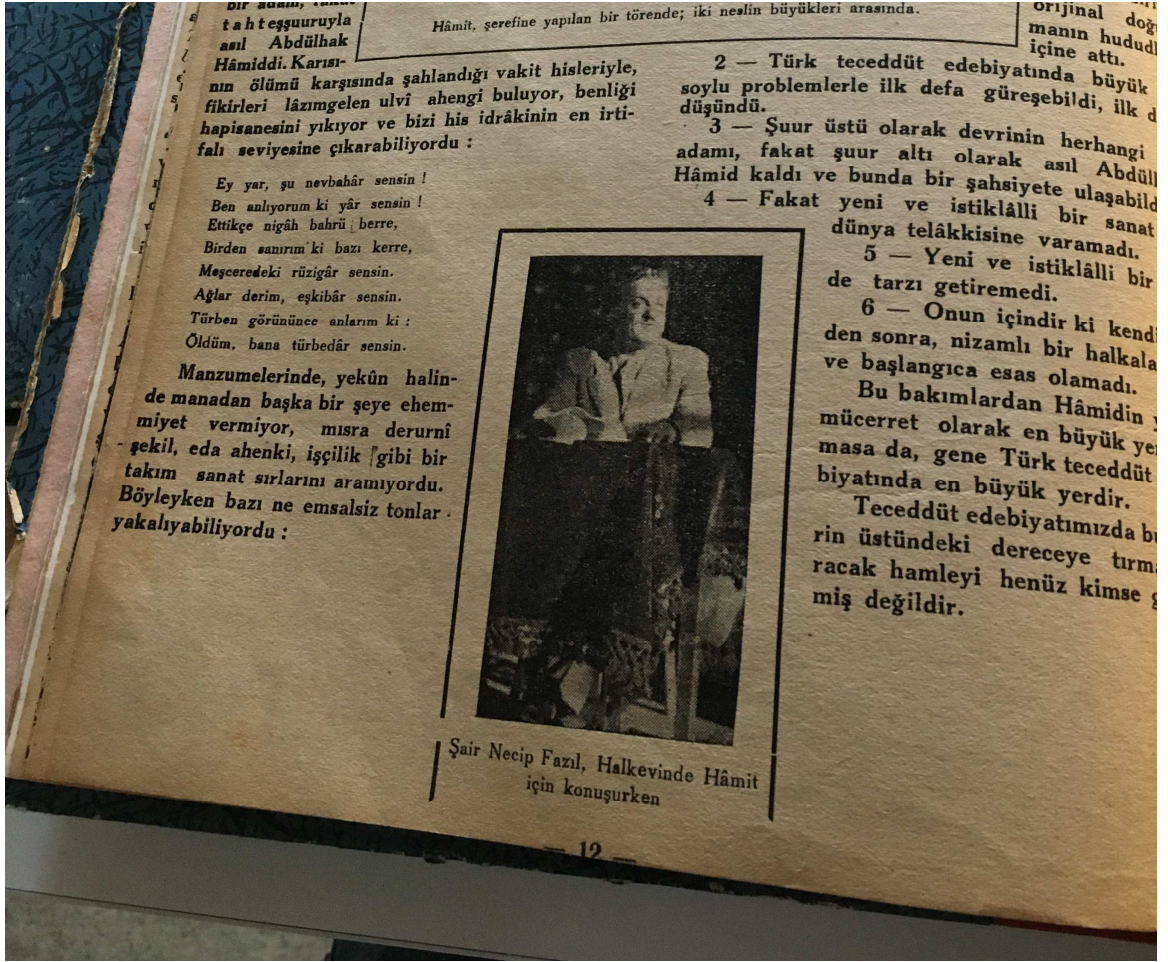 Hâmit, şerefine yapılan bir törende; iki neslin büyükleri arasında.
bir adam,
tahteşşuuruyla
asıl Abdülhak
Hâmiddi. Karısı-
nın ölümü karşısında şahlandığı vakit hisleriyle,
fikirleri lâzımgelen ulvî ahengi buluyor, benliği
hapisanesini yıkıyor ve bizi his idrâkinin en irti-
falı seviyesine çıkarabiliyordu :
Ey yar, şu nevbahâr sensin !
Ben anlıyorum ki yâr sensin !
Ettikçe nigâh bahrü berre,
Birden sanırım ki bazı kerre,
Meşceredeki rüzigâr sensin.
Ağlar derim, eşkibâr sensin.
Türben görününce anlarım ki :
Öldüm, bana türbedâr sensin.
Manzumelerinde, yekûn halin-
de manadan başka bir şeye ehem-
miyet vermiyor, mısra derurnî
şekil, eda ahenki, işçilik gibi bir
takım sanat sırlarını aramıyordu.
Böyleyken bazı ne emsalsiz tonlar
yakalıyabiliyordu :
Şair Necip Fazıl, Halkevinde Hâmit
için konuşurken
orijinal
manın
içine attı.
2 — Türk teceddüt edebiyatında büyük
soylu problemlerle ilk defa güreşebildi, ilk
düşündü.
3 — Şuur üstü olarak devrinin herhangi
adamı, fakat şuur altı olarak asıl
Hâmid kaldı ve bunda bir şahsiyete
4 — Fakat yeni ve istiklâlli bir sanat
dünya telâkkisine varamadı.
5 — Yeni ve istiklâlli bir
de tarzı getiremedi.
6 — Onun içindir ki
den sonra, nizamlı bir
ve başlangıca esas olamadı.
Bu bakımlardan Hâmidin
mücerret olarak en büyük
masa da, gene Türk teceddüt
biyatında en büyük yerdir.
Teceddüt edebiyatımızda
rin üstündeki dereceye
racak hamleyi henüz kimse
miş değildir.
— 12 —